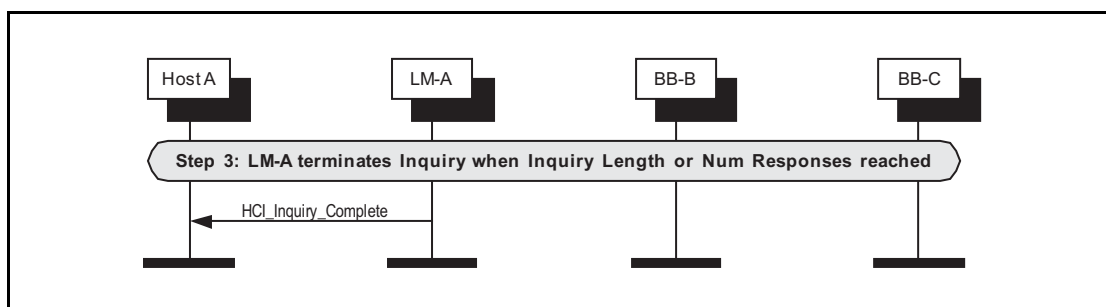 Host A
LM-A
BB-B
BB-C
Step 3: LM-A terminates Inquiry when Inquiry Length or Num Responses reached
HCI_Inquiry_Complete